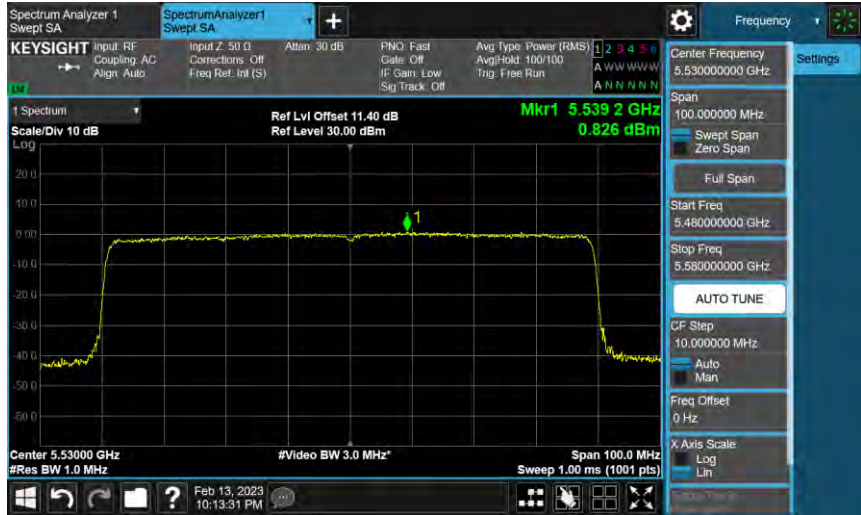 Spectrum Analyzer 1
Swept SA
SpectrumAnalyzer1
Swept SA
+
Frequency
KEYSIGHT
Input: RF
Coupling: AC
Align: Auto
Input Z: 50 Ω
Corrections: Off
Freq Ref: Int (S)
Atten: 30 dB
PNO: Fast
Gate: Off
IF Gain: Low
Sig Track: Off
Avg Type: Power (RMS)
Avg|Hold: 100/100
Trig: Free Run
1 2 3 4 5 6
A W W W W W
A N N N N N
1 Spectrum
Scale/Div 10 dB
Ref Lvl Offset 11.40 dB
Ref Level 30.00 dBm
Mkr1 5.539 2 GHz
0.826 dBm
Log
20.0
10.0
0.00
-10.0
-20.0
-30.0
-40.0
-50.0
-60.0
1
Center 5.53000 GHz
#Res BW 1.0 MHz
#Video BW 3.0 MHz*
Span 100.0 MHz
Sweep 1.00 ms (1001 pts)
?
Feb 13, 2023
10:13:31 PM
Center Frequency
5.530000000 GHz
Settings
Span
100.000000 MHz
Swept Span
Zero Span
Full Span
Start Freq
5.480000000 GHz
Stop Freq
5.580000000 GHz
AUTO TUNE
CF Step
10.000000 MHz
Auto
Man
Freq Offset
0 Hz
X Axis Scale
Log
Lin